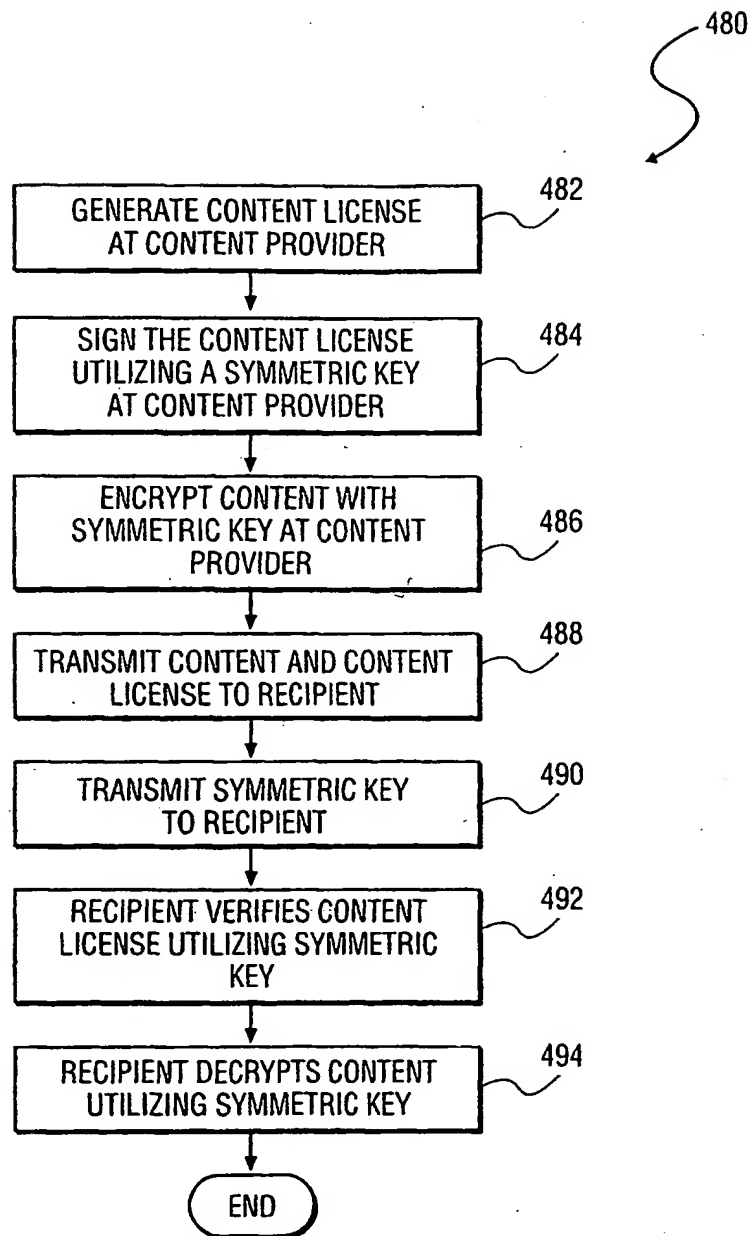 480
GENERATE CONTENT LICENSE
AT CONTENT PROVIDER
482
SIGN THE CONTENT LICENSE
UTILIZING A SYMMETRIC KEY
AT CONTENT PROVIDER
484
ENCRYPT CONTENT WITH
SYMMETRIC KEY AT CONTENT
PROVIDER
486
TRANSMIT CONTENT AND CONTENT
LICENSE TO RECIPIENT
488
TRANSMIT SYMMETRIC KEY
TO RECIPIENT
490
RECIPIENT VERIFIES CONTENT
LICENSE UTILIZING SYMMETRIC
KEY
492
RECIPIENT DECRYPTS CONTENT
UTILIZING SYMMETRIC KEY
494
END